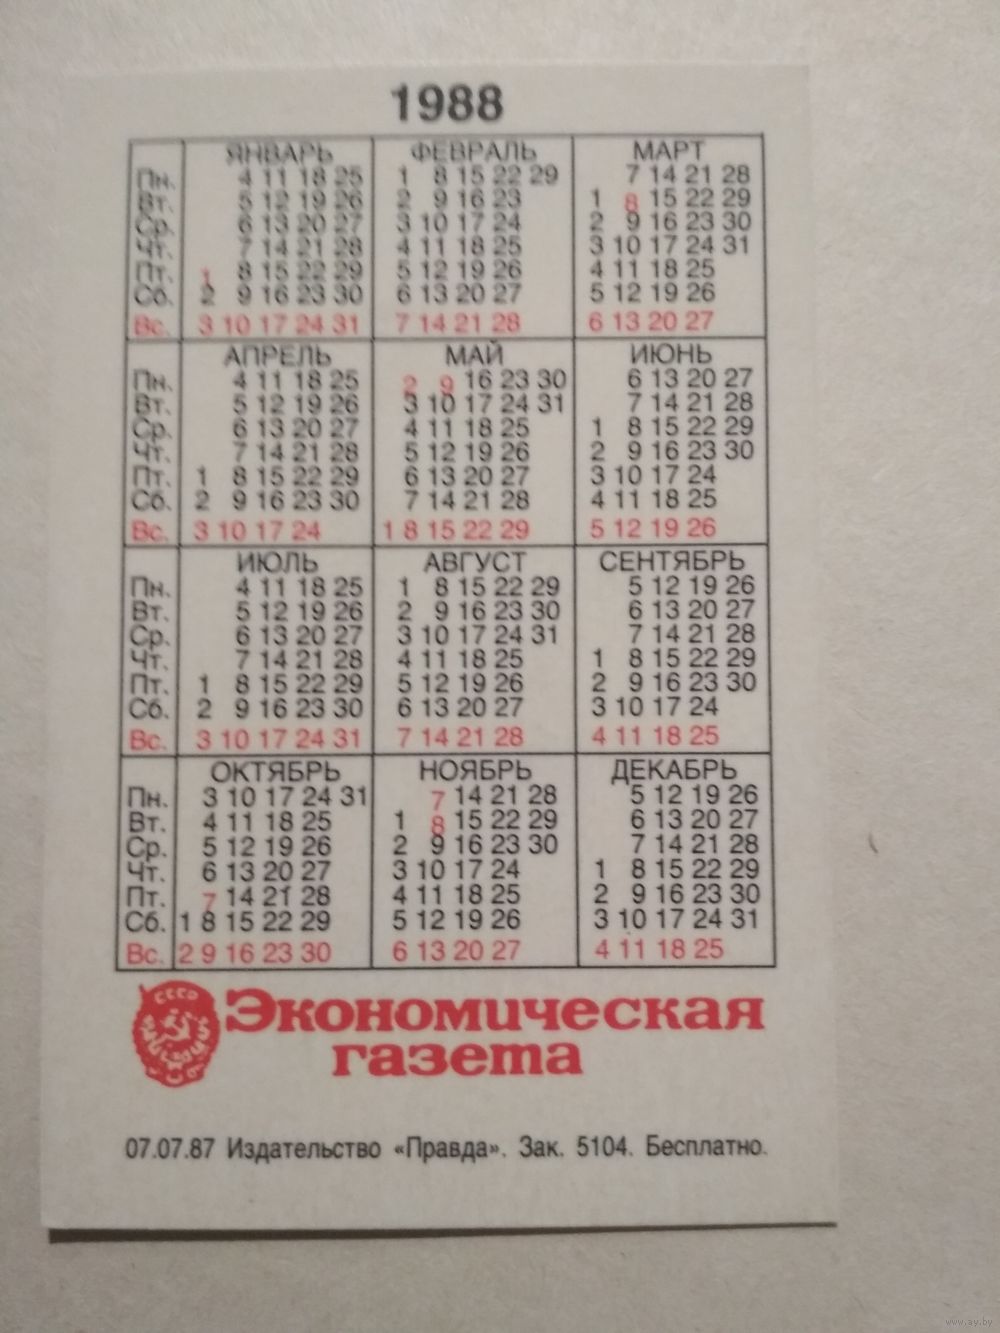 1988
ЯНВАРЬ ФЕВРАЛЬ МАРТ
Пн. 4 11 18 25 1 8 15 22 29 7 14 21 28
Вт. 5 12 19 26 2 9 16 23 1 8 15 22 29
Ср. 6 13 20 27 3 10 17 24 2 9 16 23 30
Чт. 7 14 21 28 4 11 18 25 3 10 17 24 31
Пт. 1 8 15 22 29 5 12 19 26 4 11 18 25
Сб. 2 9 16 23 30 6 13 20 27 5 12 19 26
Вс. 3 10 17 24 31 7 14 21 28 6 13 20 27
АПРЕЛЬ МАЙ ИЮНЬ
Пн. 4 11 18 25 2 9 16 23 30 6 13 20 27
Вт. 5 12 19 26 3 10 17 24 31 7 14 21 28
Ср. 6 13 20 27 4 11 18 25 1 8 15 22 29
Чт. 7 14 21 28 5 12 19 26 2 9 16 23 30
Пт. 1 8 15 22 29 6 13 20 27 3 10 17 24
Сб. 2 9 16 23 30 7 14 21 28 4 11 18 25
Вс. 3 10 17 24 1 8 15 22 29 5 12 19 26
ИЮЛЬ АВГУСТ СЕНТЯБРЬ
Пн. 4 11 18 25 1 8 15 22 29 5 12 19 26
Вт. 5 12 19 26 2 9 16 23 30 6 13 20 27
Ср. 6 13 20 27 3 10 17 24 31 7 14 21 28
Чт. 7 14 21 28 4 11 18 25 1 8 15 22 29
Пт. 1 8 15 22 29 5 12 19 26 2 9 16 23 30
Сб. 2 9 16 23 30 6 13 20 27 3 10 17 24
Вс. 3 10 17 24 31 7 14 21 28 4 11 18 25
ОКТЯБРЬ НОЯБРЬ ДЕКАБРЬ
Пн. 3 10 17 24 31 7 14 21 28 5 12 19 26
Вт. 4 11 18 25 1 8 15 22 29 6 13 20 27
Ср. 5 12 19 26 2 9 16 23 30 7 14 21 28
Чт. 6 13 20 27 3 10 17 24 1 8 15 22 29
Пт. 7 14 21 28 4 11 18 25 2 9 16 23 30
Сб. 1 8 15 22 29 5 12 19 26 3 10 17 24 31
Вс. 2 9 16 23 30 6 13 20 27 4 11 18 25
СССР
Экономическая
газета
07.07.87 Издательство «Правда». Зак. 5104. Бесплатно.
www.ay.by